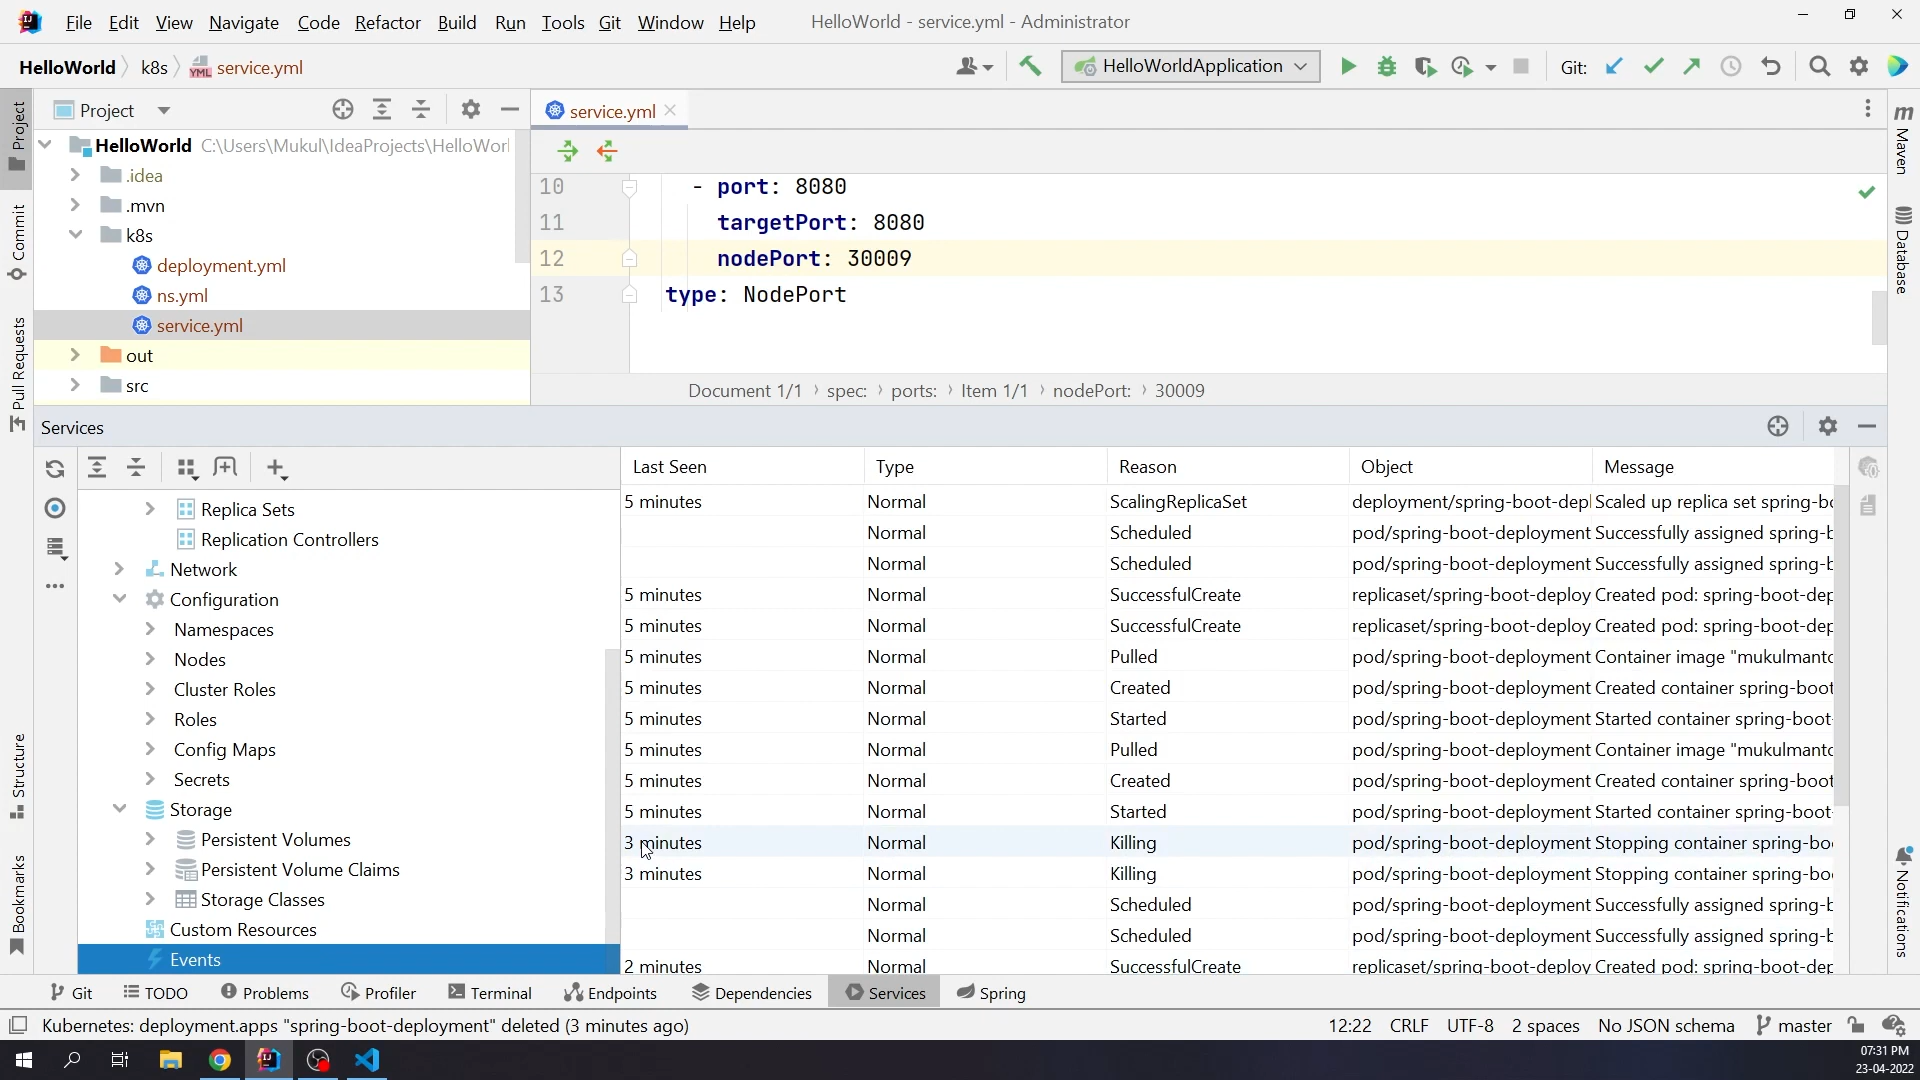 File Edit View Navigate Code Refactor Build Run Tools Git Window Help HelloWorld - service.yml - Administrator
HelloWorld k8s service.yml HelloWorldApplication Git:
Project
service.yml
HelloWorld C:\Users\Mukul\IdeaProjects\HelloWorl
.idea
.mvn
k8s
deployment.yml
ns.yml
service.yml
out
src
10 - port: 8080
11 targetPort: 8080
12 nodePort: 30009
13 type: NodePort
Document 1/1 spec: ports: Item 1/1 nodePort: 30009
Project
Commit
Pull Requests
Structure
Bookmarks
Maven
Database
Notifications
Services
Replica Sets
Replication Controllers
Network
Configuration
Namespaces
Nodes
Cluster Roles
Roles
Config Maps
Secrets
Storage
Persistent Volumes
Persistent Volume Claims
Storage Classes
Custom Resources
Events
Last Seen Type Reason Object Message
5 minutes Normal ScalingReplicaSet deployment/spring-boot-depl Scaled up replica set spring-bo
Normal Scheduled pod/spring-boot-deployment Successfully assigned spring-b
Normal Scheduled pod/spring-boot-deployment Successfully assigned spring-b
5 minutes Normal SuccessfulCreate replicaset/spring-boot-deploy Created pod: spring-boot-dep
5 minutes Normal SuccessfulCreate replicaset/spring-boot-deploy Created pod: spring-boot-dep
5 minutes Normal Pulled pod/spring-boot-deployment Container image "mukulmanto
5 minutes Normal Created pod/spring-boot-deployment Created container spring-boot
5 minutes Normal Started pod/spring-boot-deployment Started container spring-boot-
5 minutes Normal Pulled pod/spring-boot-deployment Container image "mukulmanto
5 minutes Normal Created pod/spring-boot-deployment Created container spring-boot
5 minutes Normal Started pod/spring-boot-deployment Started container spring-boot-
3 minutes Normal Killing pod/spring-boot-deployment Stopping container spring-boo
3 minutes Normal Killing pod/spring-boot-deployment Stopping container spring-boo
Normal Scheduled pod/spring-boot-deployment Successfully assigned spring-b
Normal Scheduled pod/spring-boot-deployment Successfully assigned spring-b
2 minutes Normal SuccessfulCreate replicaset/spring-boot-deploy Created pod: spring-boot-dep
Git TODO Problems Profiler Terminal Endpoints Dependencies Services Spring
Kubernetes: deployment.apps "spring-boot-deployment" deleted (3 minutes ago) 12:22 CRLF UTF-8 2 spaces No JSON schema master
07:31 PM
23-04-2022